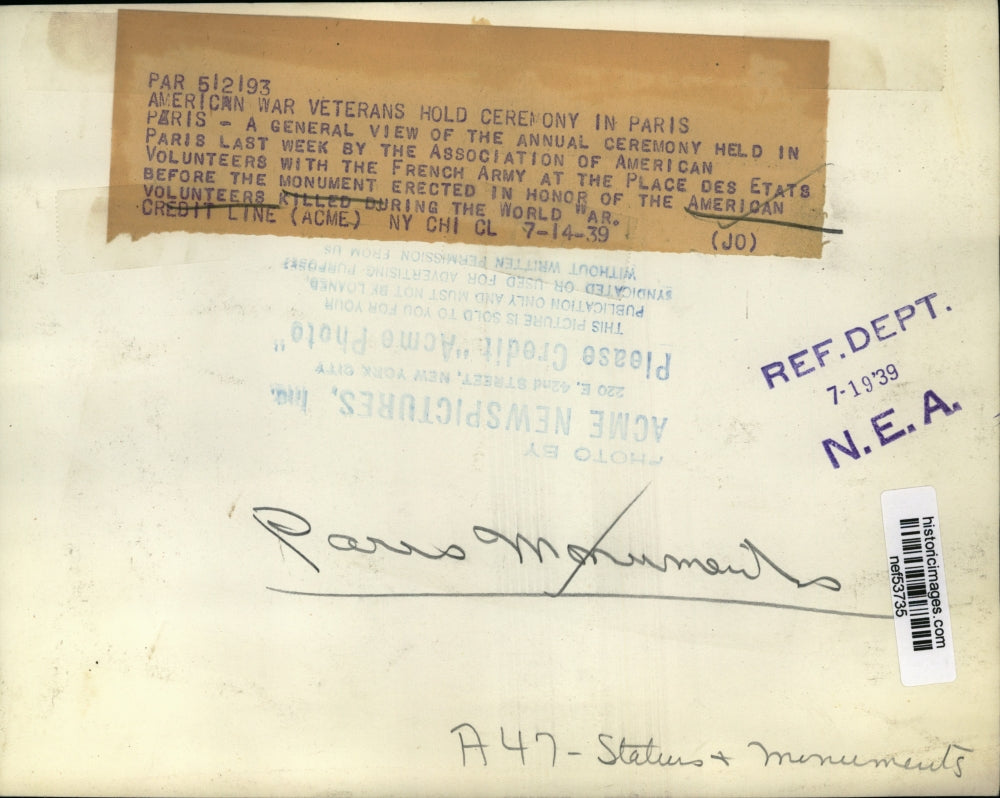 PAR 512193
AMERICAN WAR VETERANS HOLD CEREMONY IN PARIS
PARIS - A GENERAL VIEW OF THE ANNUAL CEREMONY HELD IN
PARIS LAST WEEK BY THE ASSOCIATION OF AMERICAN
VOLUNTEERS WITH THE FRENCH ARMY AT THE PLACE DES ETATS
BEFORE THE MONUMENT ERECTED IN HONOR OF THE AMERICAN
VOLUNTEERS KILLED DURING THE WORLD WAR.
CREDIT LINE (ACME) NY CHI CL 7-14-39 (JO)
PHOTO BY
ACME NEWSPICTURES, Inc.
220 E. 42nd STREET, NEW YORK CITY
Please Credit "Acme Photo"
THIS PICTURE IS SOLD TO YOU FOR YOUR
PUBLICATION ONLY AND MUST NOT BE LOANED,
SYNDICATED OR USED FOR ADVERTISING PURPOSES
WITHOUT WRITTEN PERMISSION FROM US
REF. DEPT.
7-19'39
N.E.A.
Paris Monuments
historicimages.com
nef53735
A47 - Statues + monuments